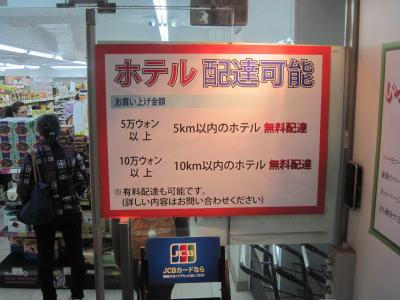 ホテル 配達可能
お買い上げ金額
5万ウォン以上 5km以内のホテル 無料配達
10万ウォン以上 10km以内のホテル 無料配達
※有料配達も可能です。
(詳しい内容はお問い合わせください)
JCB
JCBカードなら